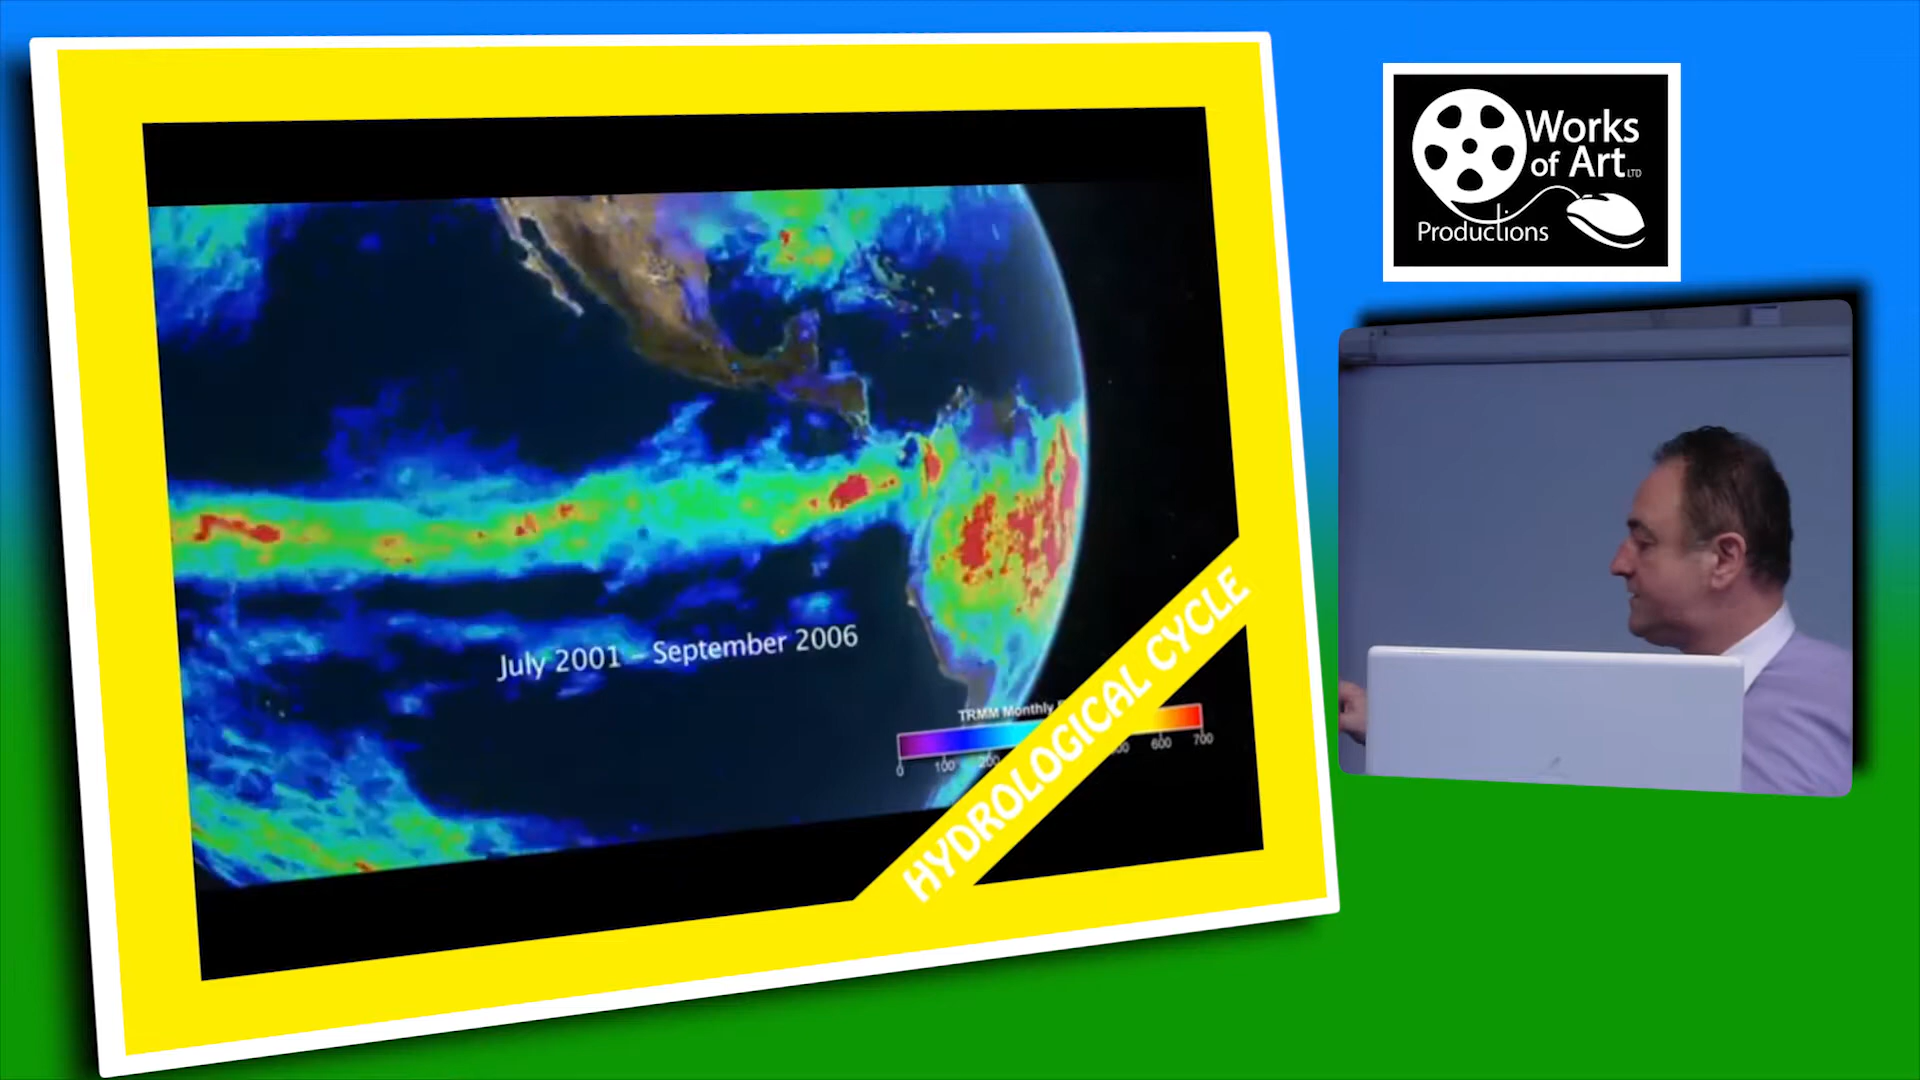 Works
of Art LTD
Productions
July 2001 – September 2006
TRMM Monthly
0 100 200 600 700
HYDROLOGICAL CYCLE